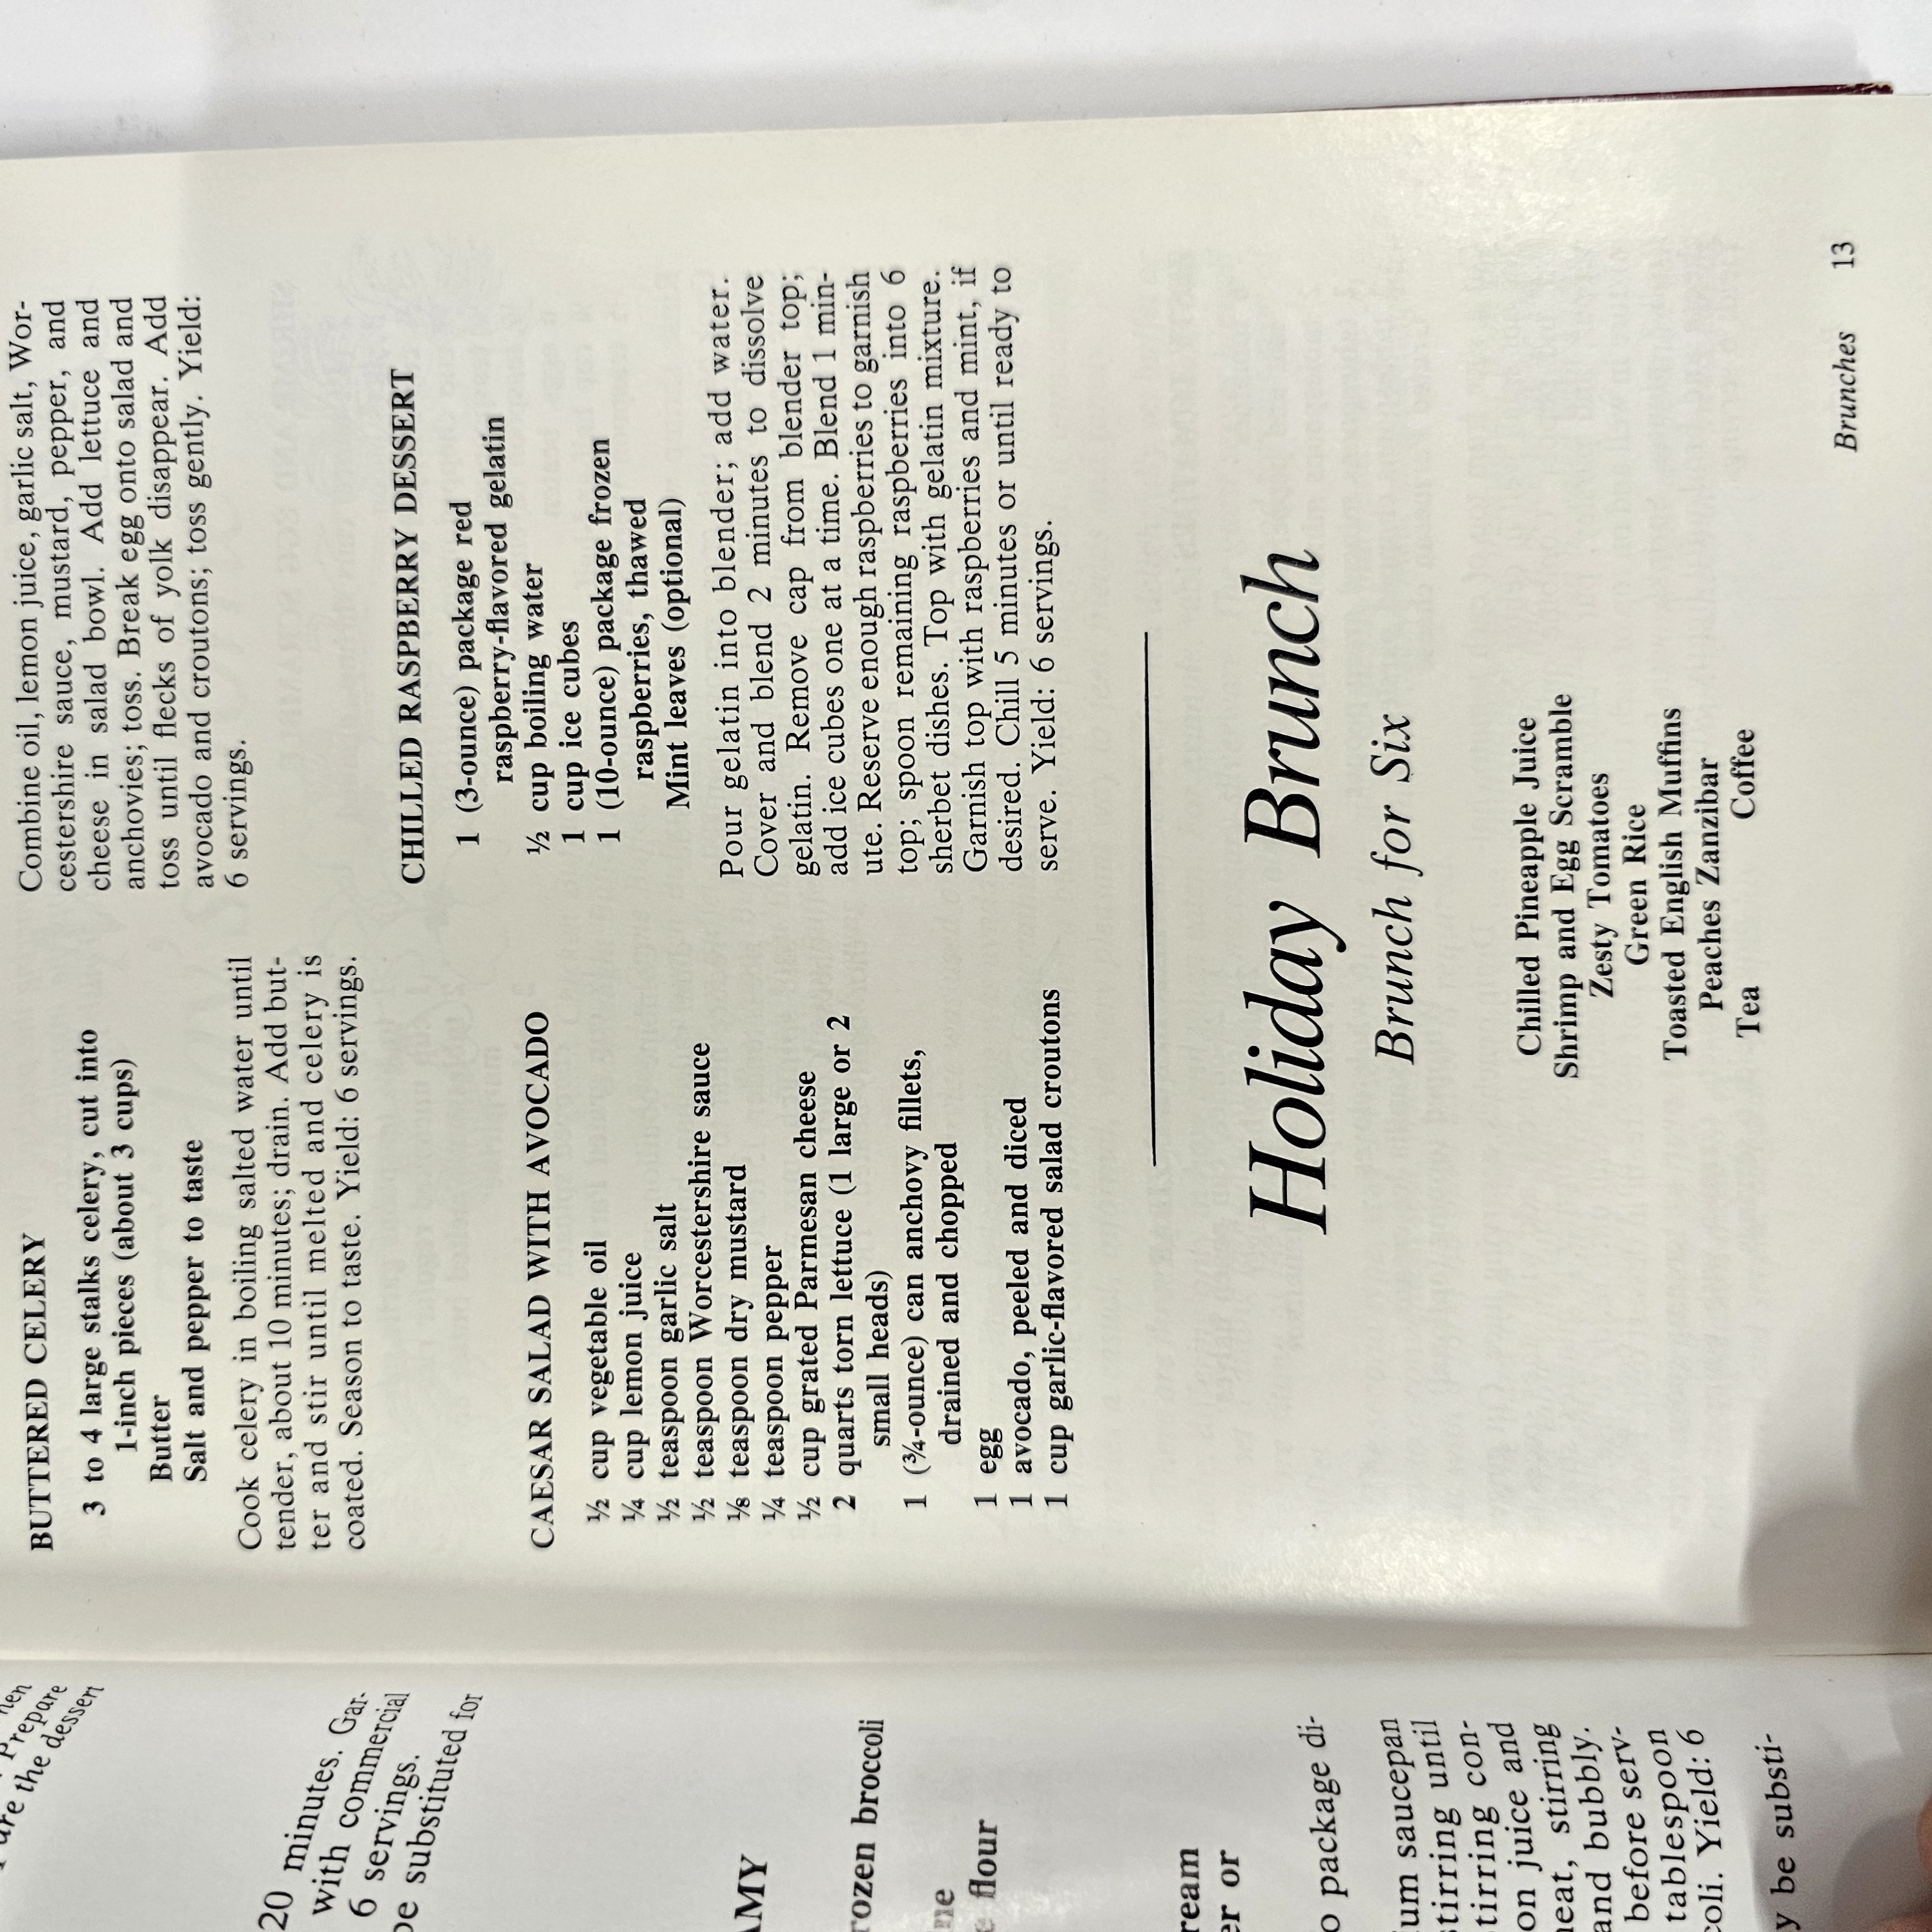 Prepare
the dessert
20 minutes. Gar-
with commercial
6 servings.
be substituted for
AMY
frozen broccoli
flour
cream
or
package di-
saucepan
stirring until
stirring con-
juice and
heat, stirring
and bubbly.
before serv-
tablespoon
Yield: 6
be substi-
BUTTERED CELERY
3 to 4 large stalks celery, cut into
1-inch pieces (about 3 cups)
Butter
Salt and pepper to taste
Cook celery in boiling salted water until
tender, about 10 minutes; drain. Add but-
ter and stir until melted and celery is
coated. Season to taste. Yield: 6 servings.
CAESAR SALAD WITH AVOCADO
½ cup vegetable oil
¼ cup lemon juice
½ teaspoon garlic salt
½ teaspoon Worcestershire sauce
⅛ teaspoon dry mustard
¼ teaspoon pepper
½ cup grated Parmesan cheese
2 quarts torn lettuce (1 large or 2
small heads)
1 (¾-ounce) can anchovy fillets,
drained and chopped
1 egg
1 avocado, peeled and diced
1 cup garlic-flavored salad croutons
Combine oil, lemon juice, garlic salt, Wor-
cestershire sauce, mustard, pepper, and
cheese in salad bowl. Add lettuce and
anchovies; toss. Break egg onto salad and
toss until flecks of yolk disappear. Add
avocado and croutons; toss gently. Yield:
6 servings.
CHILLED RASPBERRY DESSERT
1 (3-ounce) package red
raspberry-flavored gelatin
½ cup boiling water
1 cup ice cubes
1 (10-ounce) package frozen
raspberries, thawed
Mint leaves (optional)
Pour gelatin into blender; add water.
Cover and blend 2 minutes to dissolve
gelatin. Remove cap from blender top;
add ice cubes one at a time. Blend 1 min-
ute. Reserve enough raspberries to garnish
top; spoon remaining raspberries into 6
sherbet dishes. Top with gelatin mixture.
Garnish top with raspberries and mint, if
desired. Chill 5 minutes or until ready to
serve. Yield: 6 servings.
Holiday Brunch
Brunch for Six
Chilled Pineapple Juice
Shrimp and Egg Scramble
Zesty Tomatoes
Green Rice
Toasted English Muffins
Peaches Zanzibar
Tea Coffee
Brunches 13